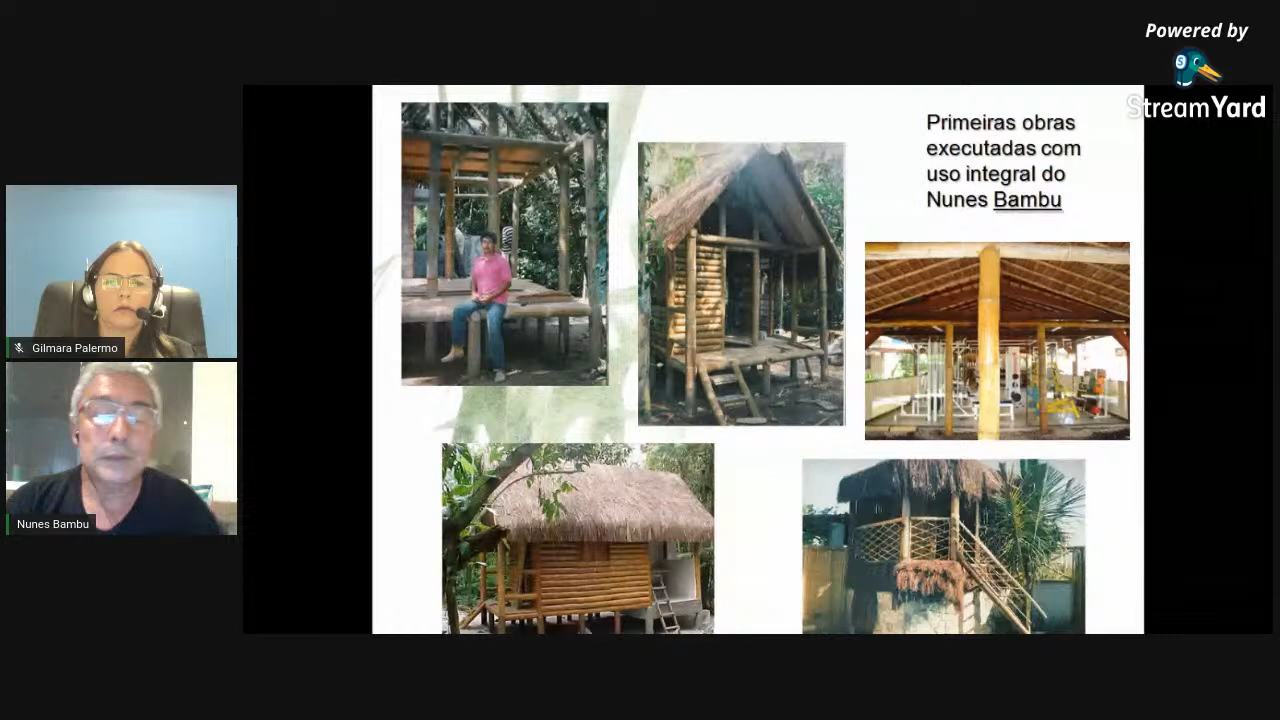 Powered by
StreamYard
Primeiras obras
executadas com
uso integral do
Nunes Bambu
Gilmara Palermo
Nunes Bambu